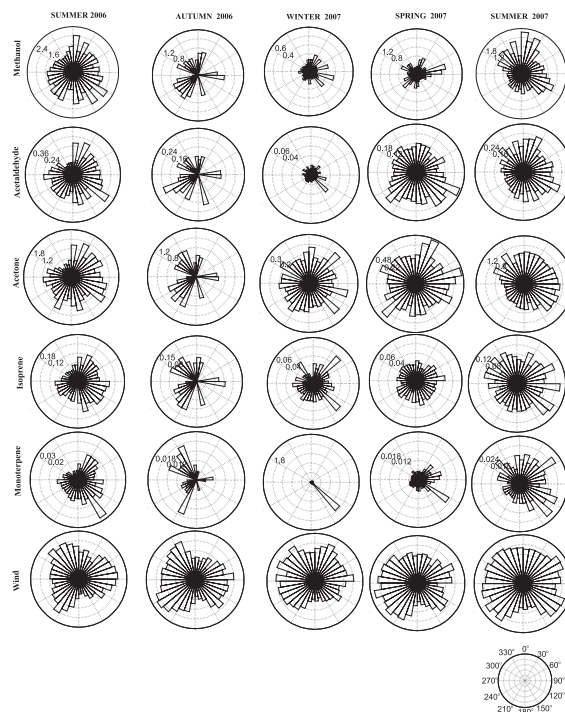 SUMMER 2006 AUTUMN 2006 WINTER 2007 SPRING 2007 SUMMER 2007
Methanol
2.4 1.2 0.6 1.2 1.8
1.6 0.8 0.4 0.8
Acetaldehyde
0.36 0.24 0.06 0.18 0.24
0.24 0.16 0.04
Acetone
1.8 1.2 0.3 0.48 1.2
1.2 0.8
Isoprene
0.18 0.15 0.06 0.06 0.12
0.12 0.04 0.04
Monoterpene
0.03 0.018 1.8 0.018 0.024
0.02 0.012
Wind
330° 0° 30°
300° 60°
270° 90°
240° 120°
210° 180° 150°